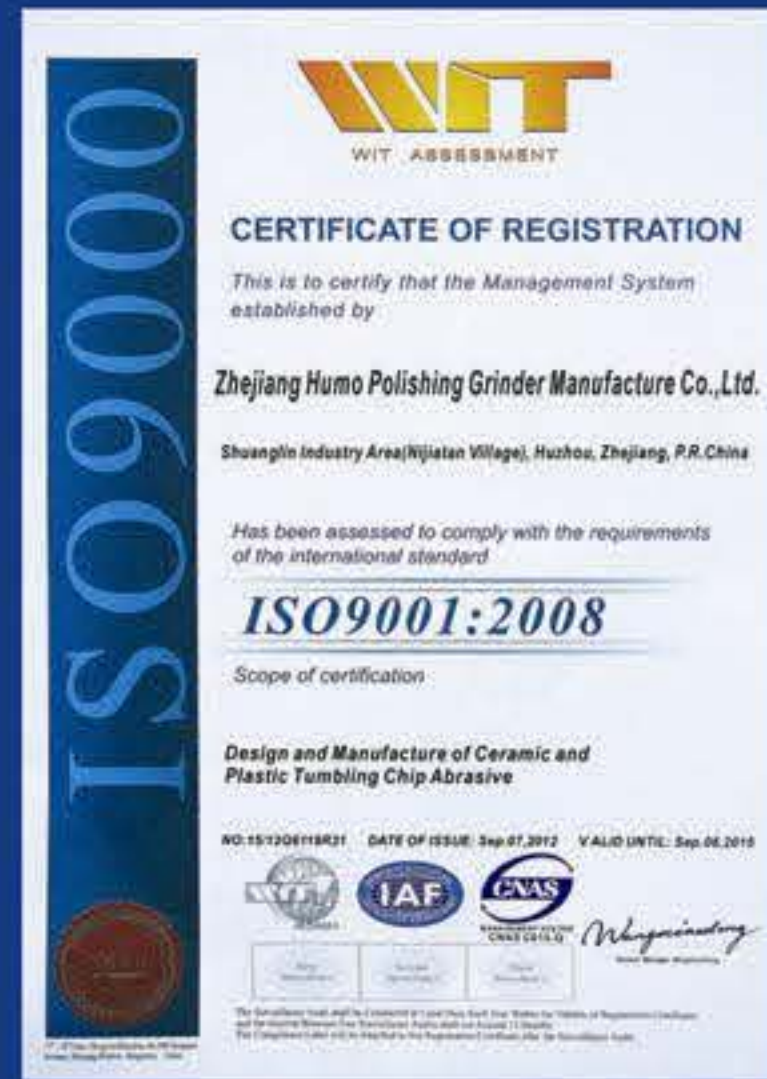 ISO9000
WIT
WIT ASSESSMENT
CERTIFICATE OF REGISTRATION
This is to certify that the Management System
established by
Zhejiang Humo Polishing Grinder Manufacture Co.,Ltd.
Shuanglin Industry Area(Nijiatan Village), Huzhou, Zhejiang, P.R.China
Has been assessed to comply with the requirements
of the international standard
ISO9001:2008
Scope of certification
Design and Manufacture of Ceramic and
Plastic Tumbling Chip Abrasive
DATE OF ISSUE: Sep.07,2012 VALID UNTIL: Sep.06,2015
WIT
IAF
CNAS